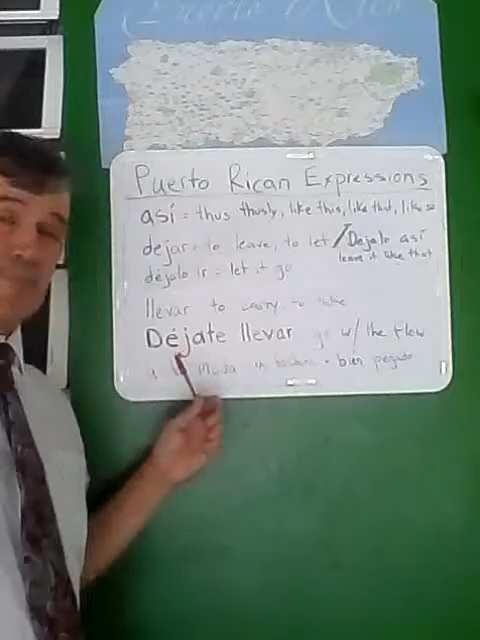 Puerto Rico
Puerto Rican Expressions
así = thus thusly, like this, like that, like so
dejar = to leave, to let / Déjalo así
leave it like that
déjalo ir = let it go
llevar to carry, to take
Déjate llevar go w/ the flow
bien pegado